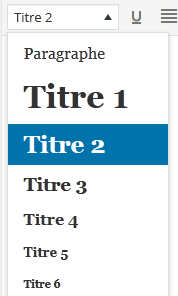 Titre 2 U
Paragraphe
Titre 1
Titre 2
Titre 3
Titre 4
Titre 5
Titre 6